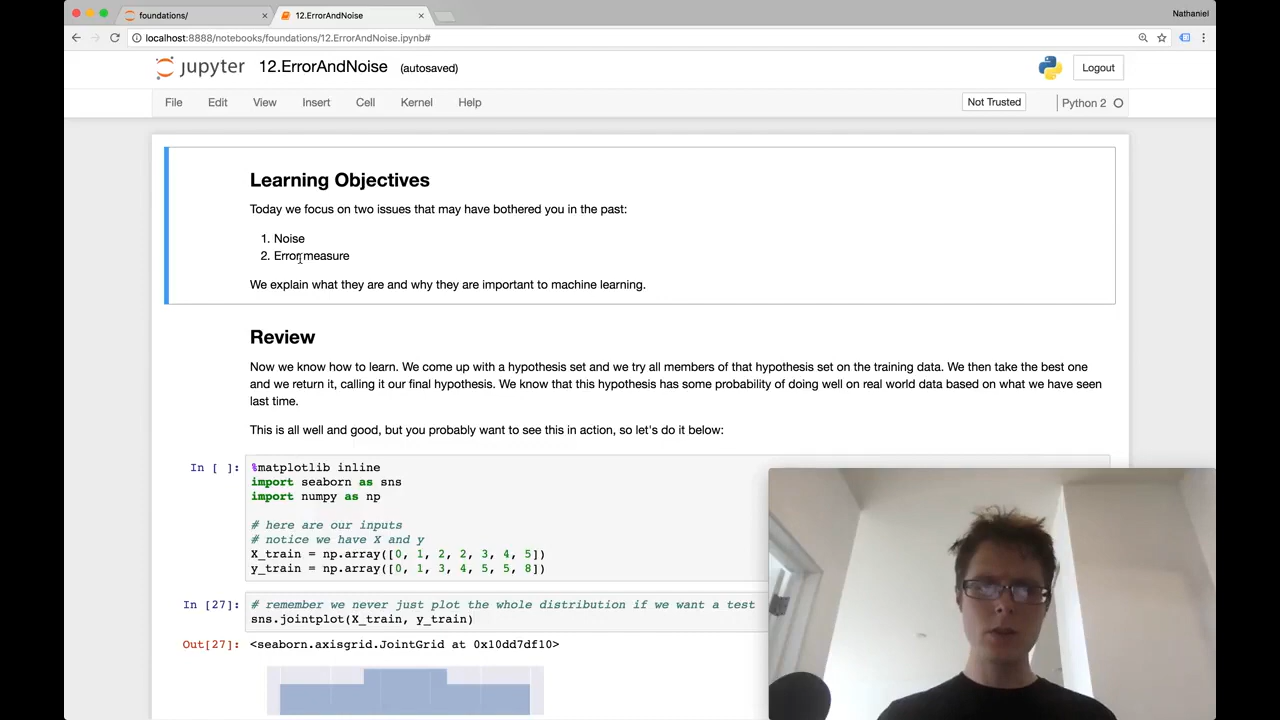 foundations/
12.ErrorAndNoise
Nathaniel
localhost:8888/notebooks/foundations/12.ErrorAndNoise.ipynb#
jupyter 12.ErrorAndNoise (autosaved)
Logout
File Edit View Insert Cell Kernel Help
Not Trusted
Python 2
Learning Objectives
Today we focus on two issues that may have bothered you in the past:
1. Noise
2. Error measure
We explain what they are and why they are important to machine learning.
Review
Now we know how to learn. We come up with a hypothesis set and we try all members of that hypothesis set on the training data. We then take the best one
and we return it, calling it our final hypothesis. We know that this hypothesis has some probability of doing well on real world data based on what we have seen
last time.
This is all well and good, but you probably want to see this in action, so let's do it below:
In [ ]: %matplotlib inline
import seaborn as sns
import numpy as np
# here are our inputs
# notice we have X and y
X_train = np.array([0, 1, 2, 2, 3, 4, 5])
y_train = np.array([0, 1, 3, 4, 5, 5, 8])
In [27]: # remember we never just plot the whole distribution if we want a test
sns.jointplot(X_train, y_train)
Out[27]: <seaborn.axisgrid.JointGrid at 0x10dd7df10>